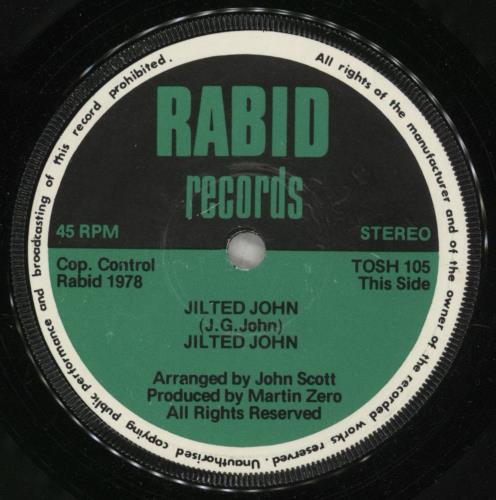 RABID
records
45 RPM
STEREO
Cop. Control
Rabid 1978
TOSH 105
This Side
JILTED JOHN
(J.G.John)
JILTED JOHN
Arranged by John Scott
Produced by Martin Zero
All Rights Reserved
All rights of the manufacturer and of the owner of the recorded works reserved. Unauthorised copying public performance and broadcasting of this record prohibited.